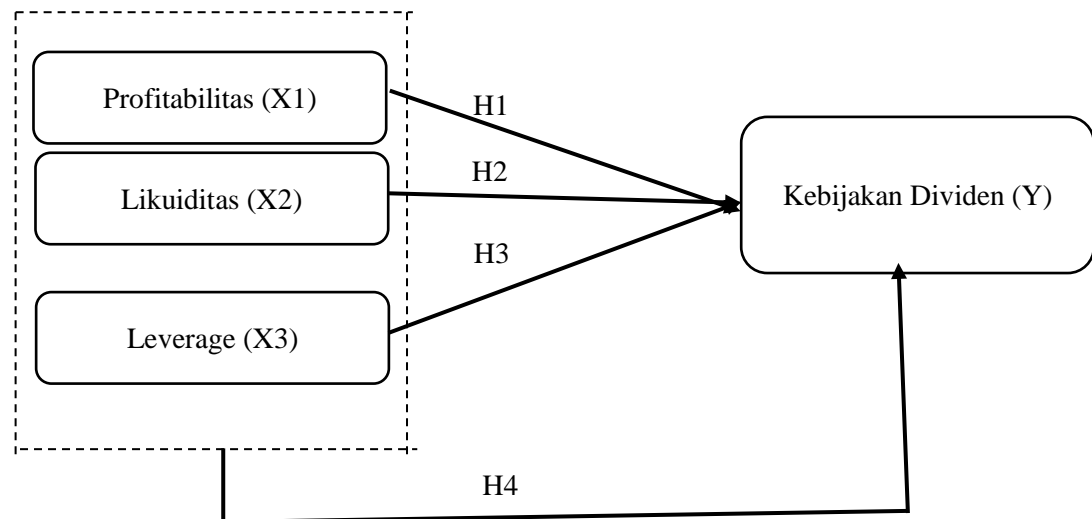 Profitabilitas (X1)
H1
Likuiditas (X2)
H2
Kebijakan Dividen (Y)
H3
Leverage (X3)
H4